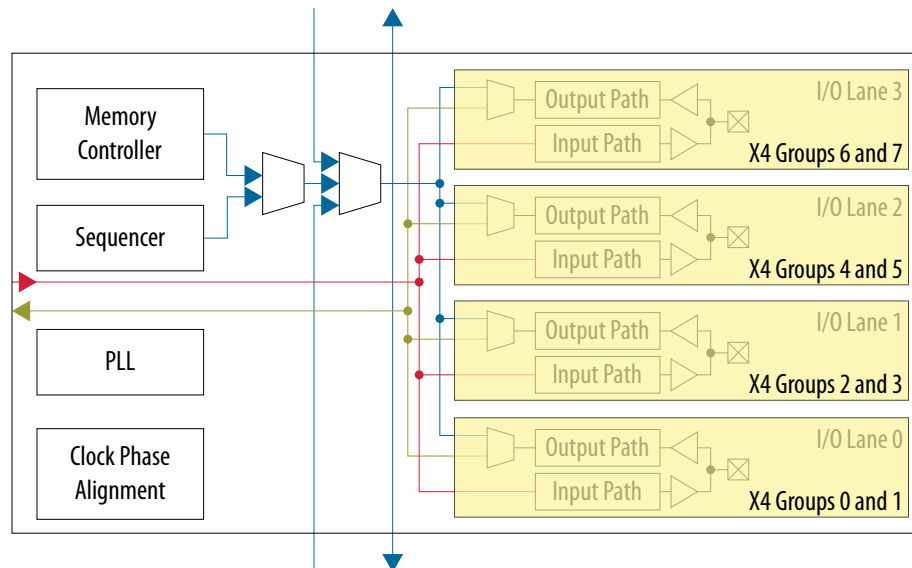 Memory
Controller
Sequencer
PLL
Clock Phase
Alignment
I/O Lane 3
Output Path
Input Path
X4 Groups 6 and 7
I/O Lane 2
Output Path
Input Path
X4 Groups 4 and 5
I/O Lane 1
Output Path
Input Path
X4 Groups 2 and 3
I/O Lane 0
Output Path
Input Path
X4 Groups 0 and 1